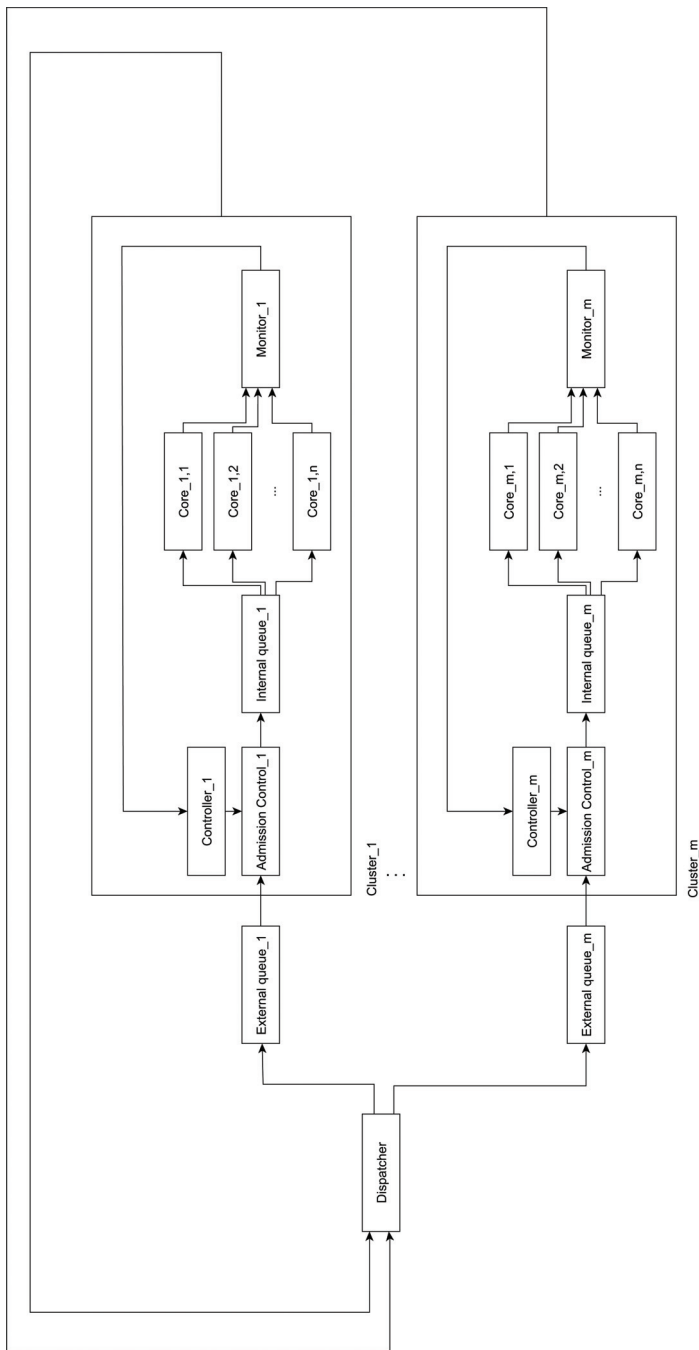 Dispatcher
External queue_1
Cluster_1
Controller_1
Admission Control_1
Internal queue_1
Core_1,1
Core_1,2
...
Core_1,n
Monitor_1
...
External queue_m
Cluster_m
Controller_m
Admission Control_m
Internal queue_m
Core_m,1
Core_m,2
...
Core_m,n
Monitor_m